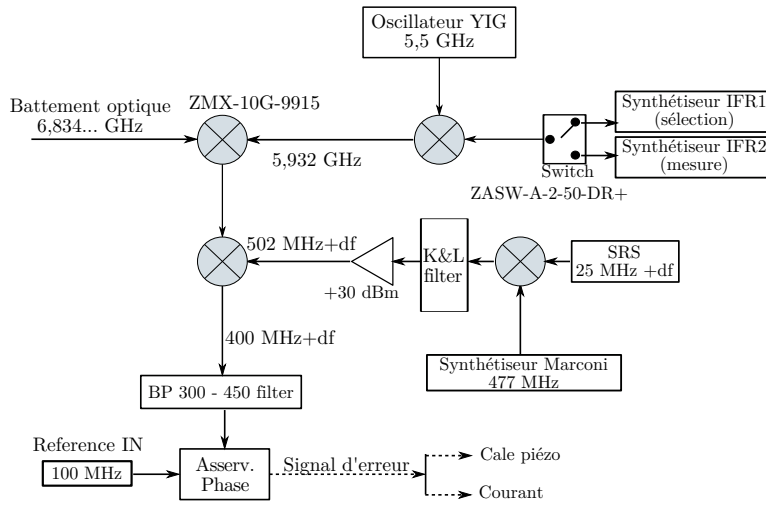 Oscillateur YIG
5,5 GHz
Battement optique
6,834... GHz
ZMX-10G-9915
5,932 GHz
Synthétiseur IFR1
(sélection)
Synthétiseur IFR2
(mesure)
Switch
ZASW-A-2-50-DR+
502 MHz+df
+30 dBm
K&L
filter
SRS
25 MHz +df
400 MHz+df
Synthétiseur Marconi
477 MHz
BP 300 - 450 filter
Reference IN
100 MHz
Asserv.
Phase
Signal d'erreur
Cale piézo
Courant